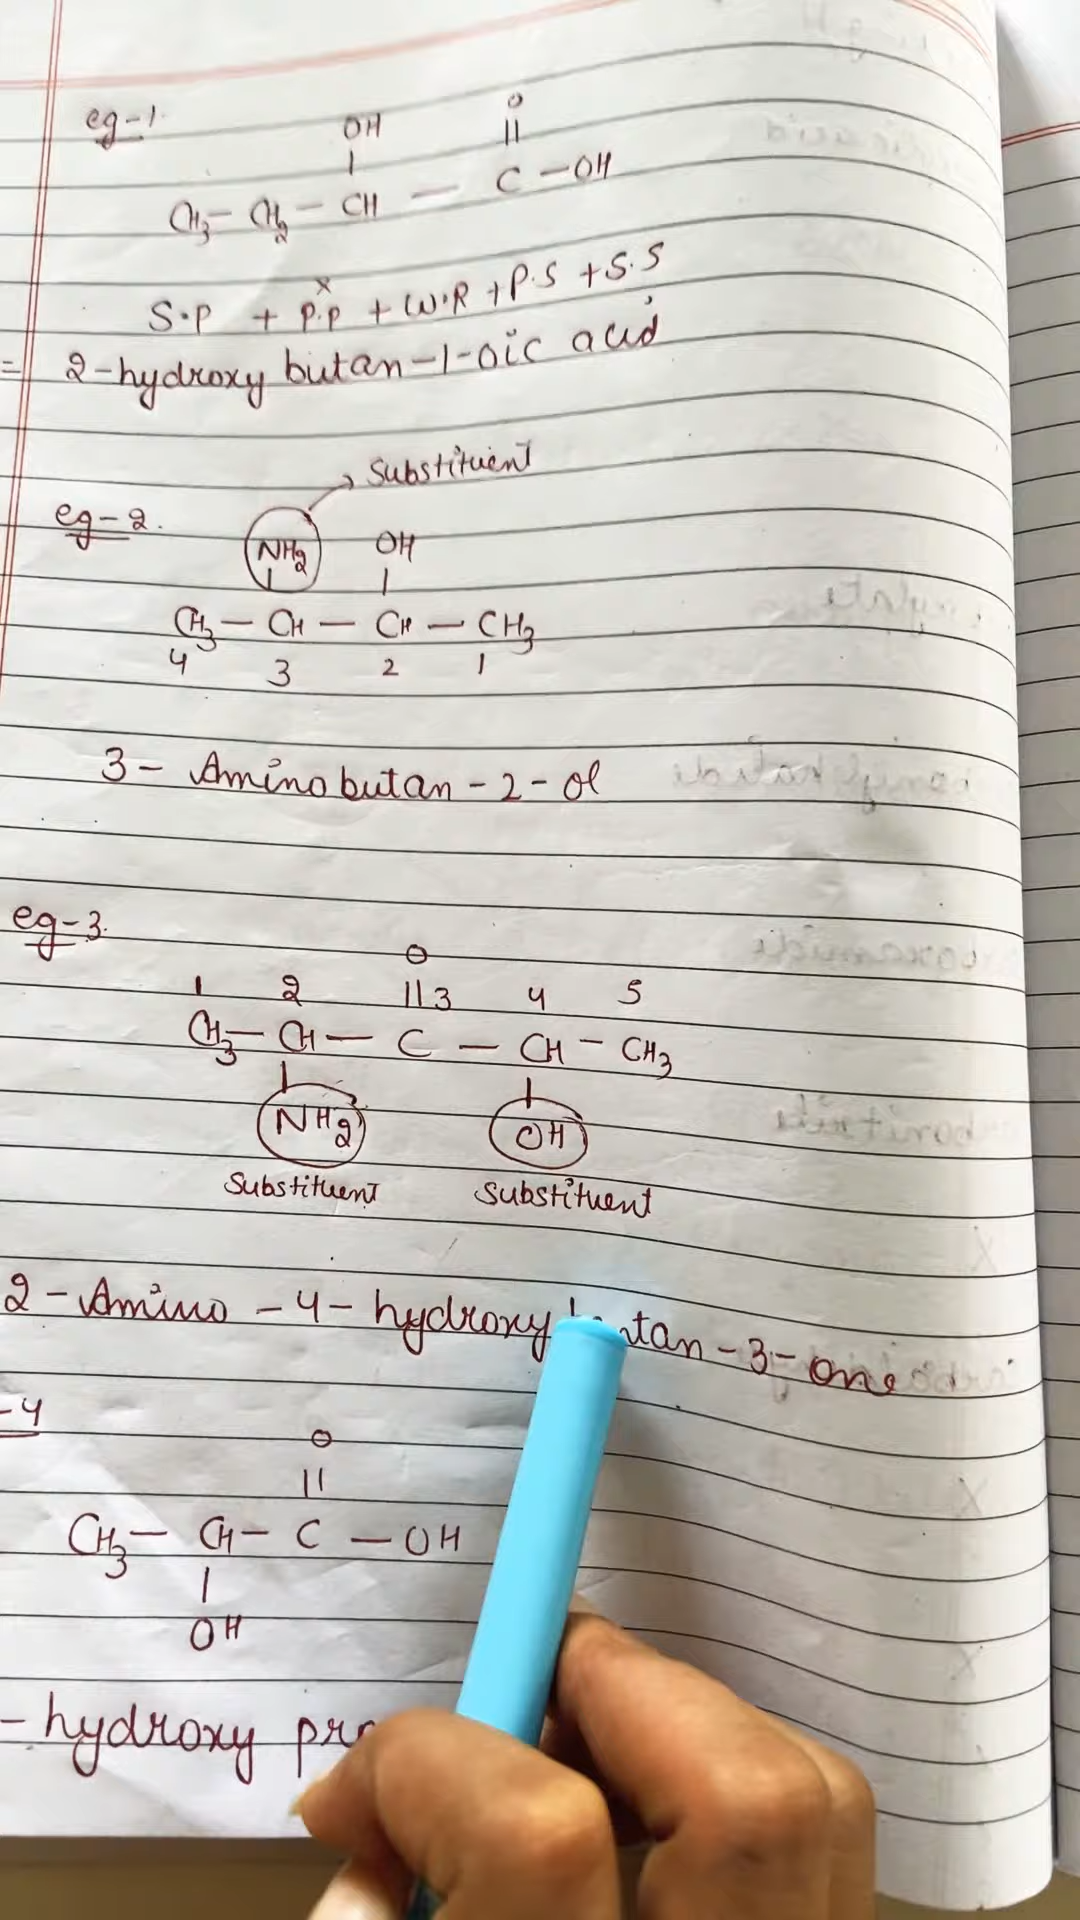 eg-1.
OH O
| ||
CH3 — CH2 — CH — C — OH
x
S.P + P.P + W.R + P.S + S.S
= 2-hydroxy butan-1-oic acid
→ Substituent
eg-2.
NH2 OH
| |
CH3 — CH — CH — CH3
4 3 2 1
3 - Amino butan - 2 - ol
eg-3.
O
1 2 || 3 4 5
CH3 — CH — C — CH — CH3
| |
NH2 OH
Substituent Substituent
2 - Amino - 4 - hydroxy - 3 - one
-4
O
||
CH3 — CH — C — OH
|
OH
- hydroxy